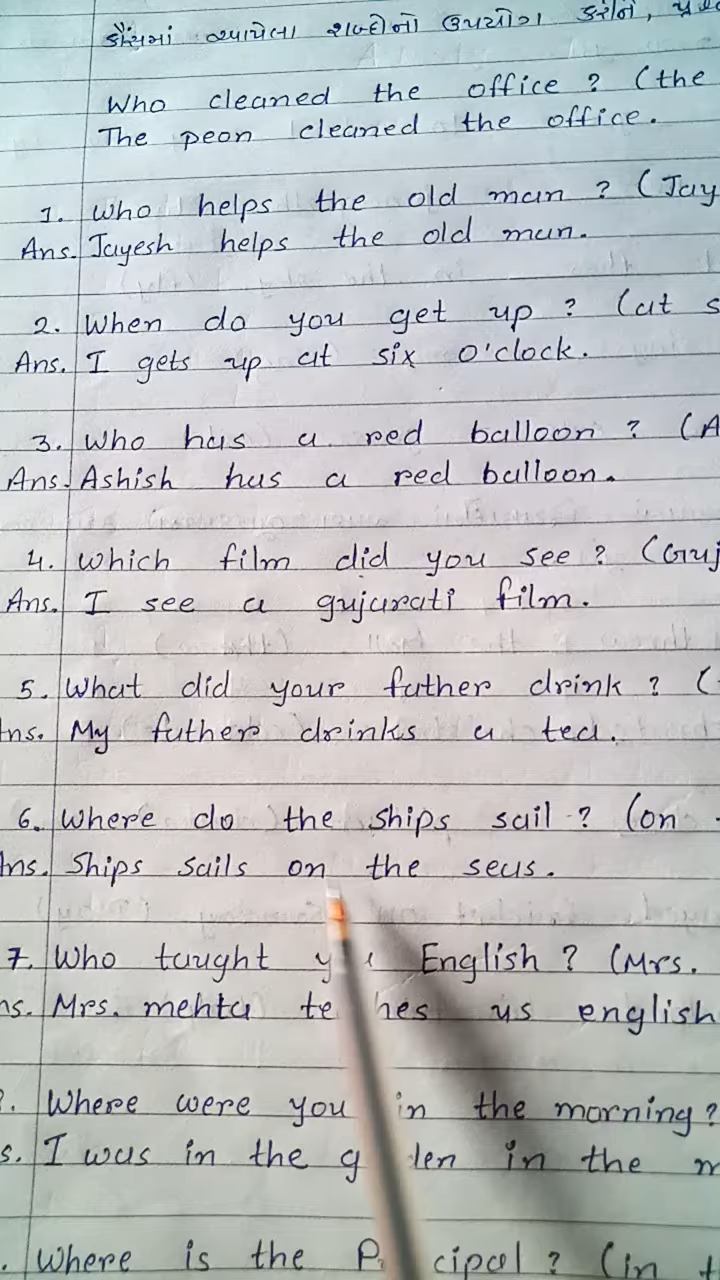 કૌંસમાં આપેલા શબ્દોનો ઉપયોગ કરીને,
Who cleaned the office ? (the
The peon cleaned the office.
1. Who helps the old man ? (Jay
Ans. Jayesh helps the old man.
2. When do you get up ? (at s
Ans. I gets up at six o'clock.
3. Who has a red balloon ? (A
Ans. Ashish has a red balloon.
4. Which film did you see ? (Guj
Ans. I see a gujarati film.
5. What did your father drink ? (
ns. My father drinks a tea.
6. Where do the ships sail ? (on
ns. Ships sails on the seas.
7. Who taught English ? (Mrs.
ns. Mrs. mehta us english
. Where were you in the morning ?
s. I was in the in the m
. Where is the ? (in t